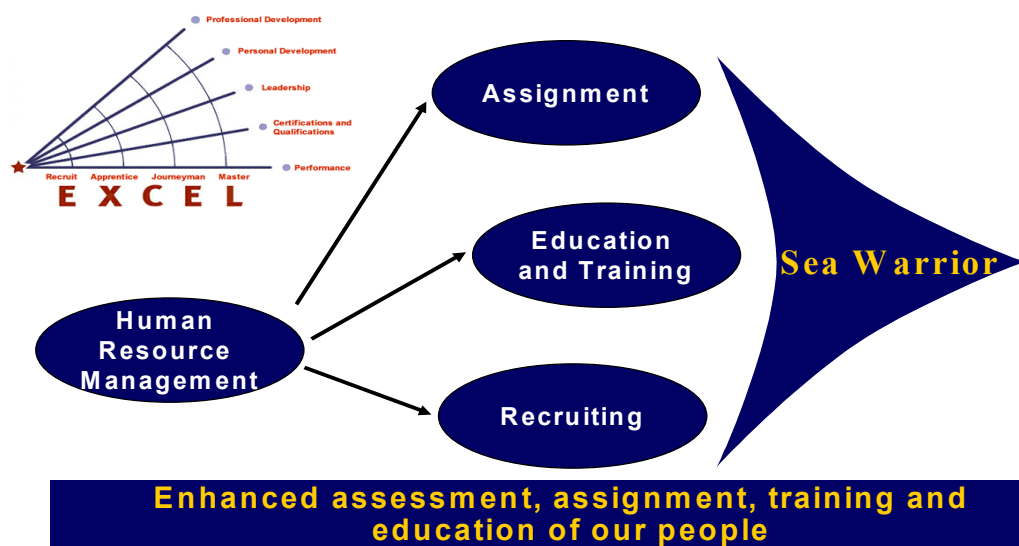 Professional Development
Personal Development
Leadership
Certifications and
Qualifications
Performance
Recruit Apprentice Journeyman Master
E X C E L
Assignment
Education
and Training
Sea Warrior
Human
Resource
Management
Recruiting
Enhanced assessment, assignment, training and
education of our people